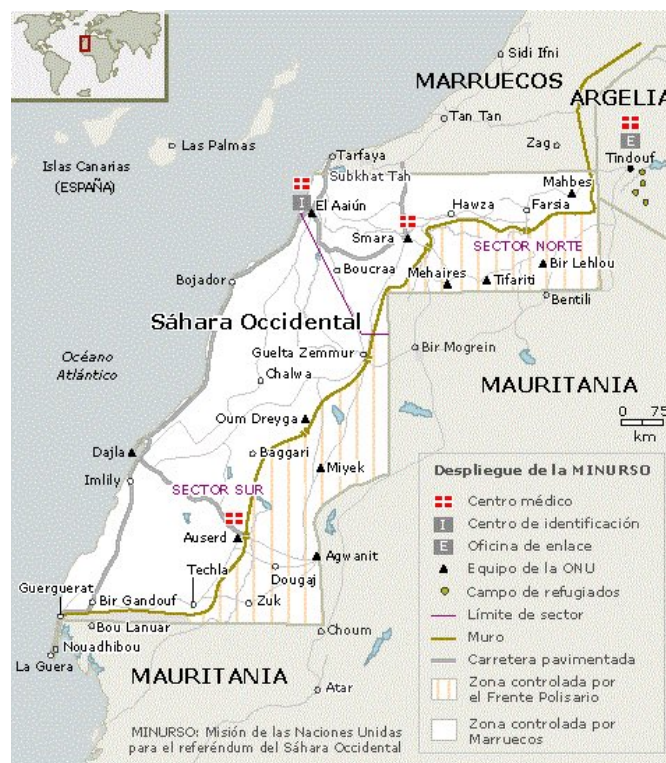 Sidi Ifni
MARRUECOS
ARGELIA
Tan Tan
Las Palmas
Zag
E
Tindouf
Islas Canarias
(ESPAÑA)
Tarfaya
Subkhat Tah
Mahbes
I
El Aaiún
Hawza
Farsia
Smara
SECTOR NORTE
Boucraa
Mehaires
Bir Lehlou
Bojador
Tifariti
Bentili
Sáhara Occidental
Guelta Zemmur
Bir Mogrein
Océano
Atlántico
Chalwa
MAURITANIA
Oum Dreyga
0 75
km
Dajla
Baggari
Miyek
Imlily
SECTOR SUR
Auserd
Agwanit
Techla
Dougaj
Guerguerat
Bir Gandouf
Zuk
Bou Lanuar
Choum
Nouadhibou
La Guera
MAURITANIA
Atar
MINURSO: Misión de las Naciones Unidas
para el referéndum del Sáhara Occidental
Despliegue de la MINURSO
Centro médico
I Centro de identificación
E Oficina de enlace
Equipo de la ONU
Campo de refugiados
Límite de sector
Muro
Carretera pavimentada
Zona controlada por
el Frente Polisario
Zona controlada por
Marruecos